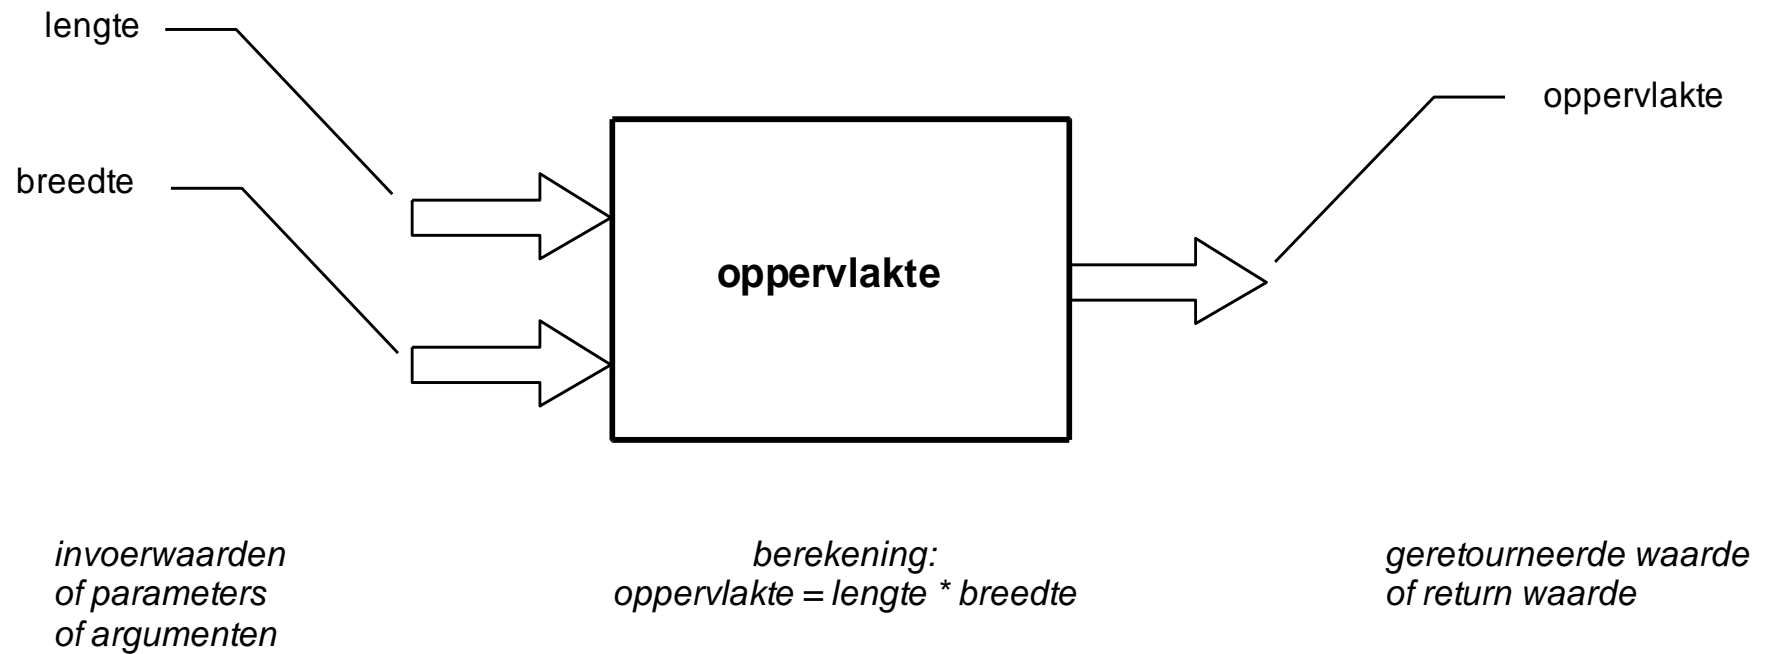 lengte
breedte
oppervlakte
oppervlakte
invoerwaarden
of parameters
of argumenten
berekening:
oppervlakte = lengte * breedte
geretourneerde waarde
of return waarde